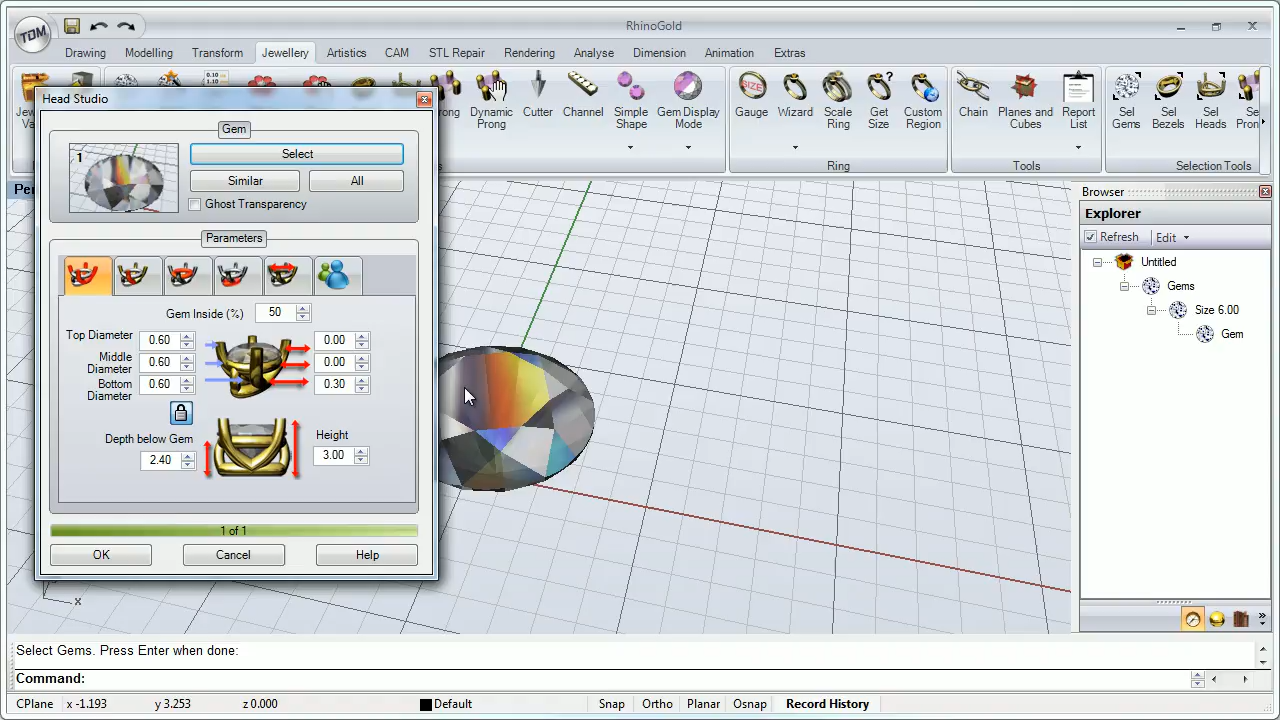 TDM
RhinoGold
Drawing Modelling Transform Jewellery Artistics CAM STL Repair Rendering Analyse Dimension Animation Extras
Dynamic Prong
Cutter
Channel
Simple Shape
Gem Display Mode
SIZE
Gauge
Wizard
Scale Ring
Get Size
Custom Region
Chain
Planes and Cubes
Report List
Sel Gems
Sel Bezels
Sel Heads
Ring
Tools
Selection Tools
Head Studio
Gem
1
Select
Similar
All
Ghost Transparency
Parameters
Gem Inside (%) 50
Top Diameter 0.60 0.00
Middle Diameter 0.60 0.00
Bottom Diameter 0.60 0.30
Depth below Gem 2.40
Height 3.00
1 of 1
OK Cancel Help
x
Browser
Explorer
Refresh Edit
Untitled
Gems
Size 6.00
Gem
Select Gems. Press Enter when done:
Command:
CPlane x -1.193 y 3.253 z 0.000 Default Snap Ortho Planar Osnap Record History